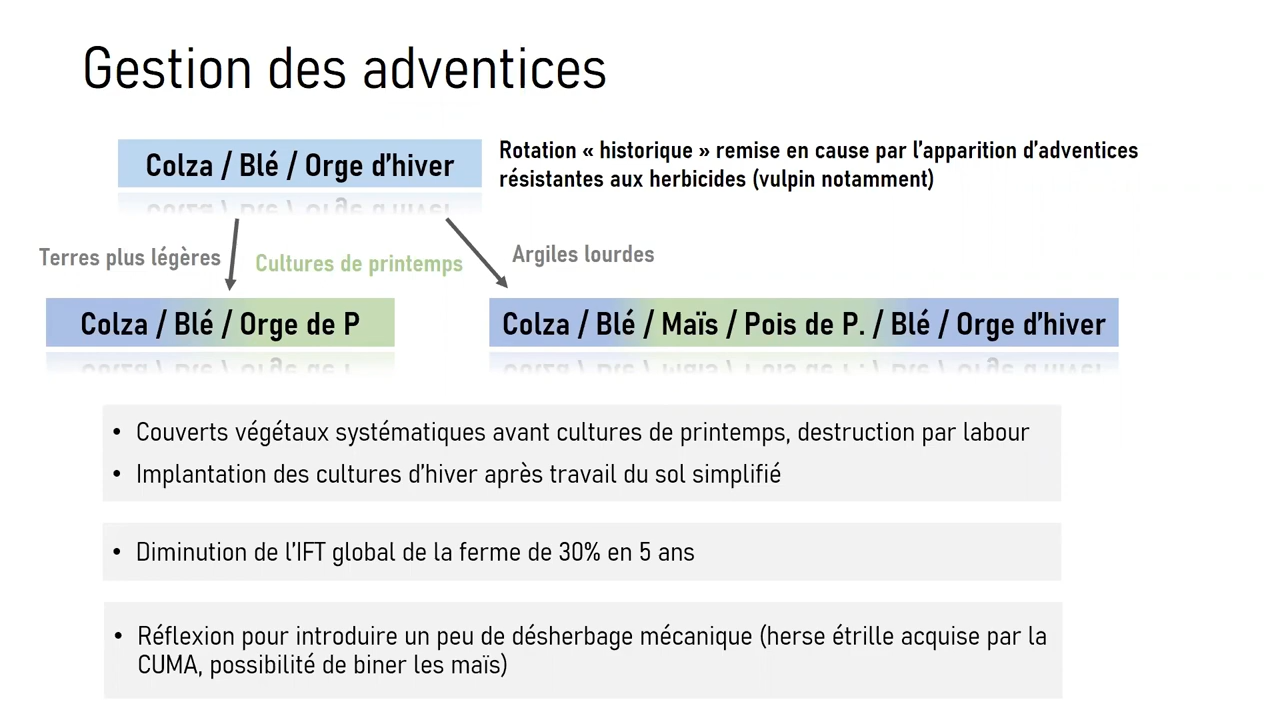 Gestion des adventices
Colza / Blé / Orge d'hiver
Rotation « historique » remise en cause par l'apparition d'adventices
résistantes aux herbicides (vulpin notamment)
Terres plus légères
Cultures de printemps
Argiles lourdes
Colza / Blé / Orge de P
Colza / Blé / Maïs / Pois de P. / Blé / Orge d'hiver
• Couverts végétaux systématiques avant cultures de printemps, destruction par labour
• Implantation des cultures d'hiver après travail du sol simplifié
• Diminution de l'IFT global de la ferme de 30% en 5 ans
• Réflexion pour introduire un peu de désherbage mécanique (herse étrille acquise par la
CUMA, possibilité de biner les maïs)